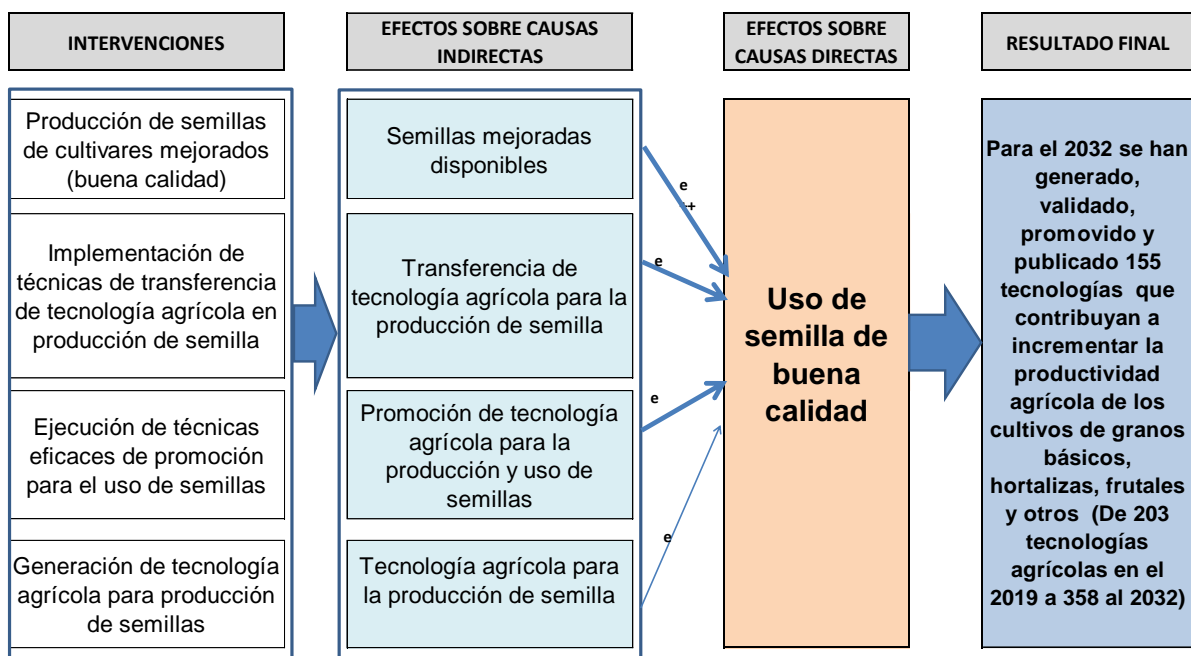 INTERVENCIONES
EFECTOS SOBRE CAUSAS
INDIRECTAS
EFECTOS SOBRE
CAUSAS DIRECTAS
RESULTADO FINAL
Producción de semillas
de cultivares mejorados
(buena calidad)
Implementación de
técnicas de transferencia
de tecnología agrícola en
producción de semilla
Ejecución de técnicas
eficaces de promoción
para el uso de semillas
Generación de tecnología
agrícola para producción
de semillas
Semillas mejoradas
disponibles
Transferencia de
tecnología agrícola para la
producción de semilla
Promoción de tecnología
agrícola para la
producción y uso de
semillas
Tecnología agrícola para
la producción de semilla
e
++
e
e
e
Uso de
semilla de
buena
calidad
Para el 2032 se han
generado,
validado,
promovido y
publicado 155
tecnologías que
contribuyan a
incrementar la
productividad
agrícola de los
cultivos de granos
básicos,
hortalizas, frutales
y otros (De 203
tecnologías
agrícolas en el
2019 a 358 al 2032)